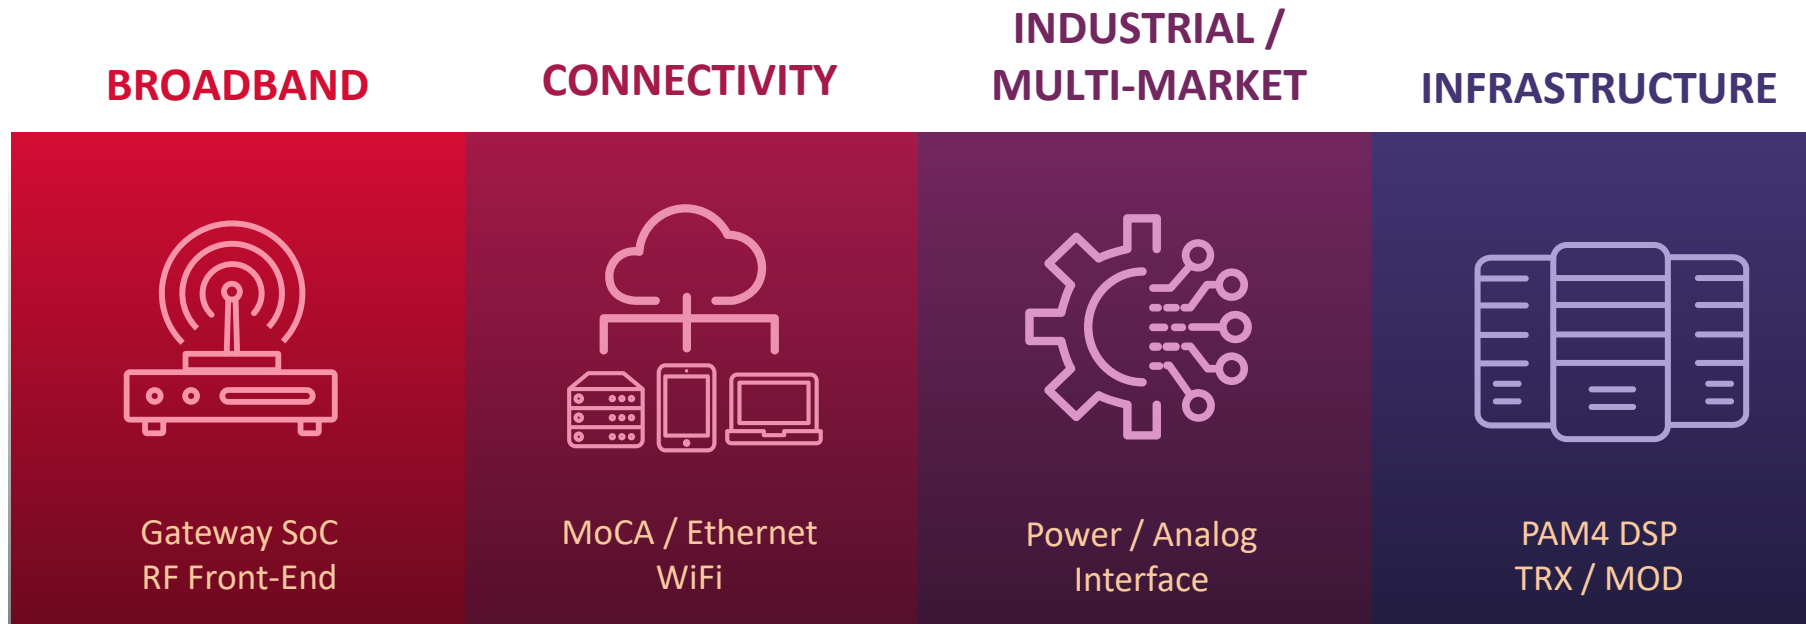 BROADBAND
CONNECTIVITY
INDUSTRIAL /
MULTI-MARKET
INFRASTRUCTURE
Gateway SoC
RF Front-End
MoCA / Ethernet
WiFi
Power / Analog
Interface
PAM4 DSP
TRX / MOD